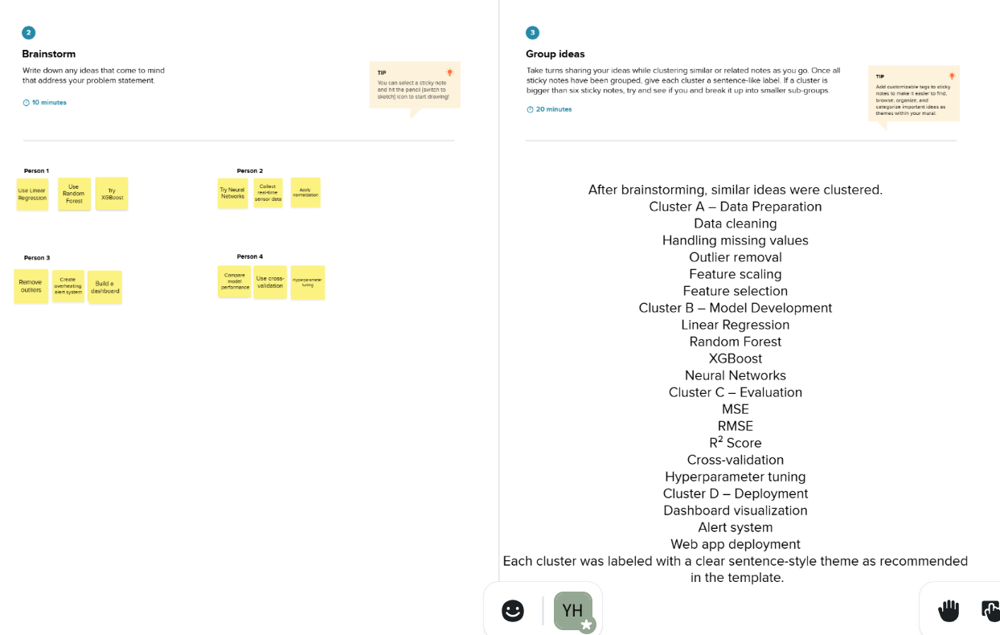 2
Brainstorm
Write down any ideas that come to mind
that address your problem statement.
10 minutes
TIP
You can select a sticky note
and hit the pencil [switch to
sketch] icon to start drawing!
Person 1
Use Linear
Regression
Use
Random
Forest
Try
XGBoost
Person 2
Try Neural
Networks
Collect
real-time
sensor data
Apply
normalization
Person 3
Remove
outliers
Create
overheating
alert system
Build a
dashboard
Person 4
Compare
model
performance
Use cross-
validation
Hyperparameter
tuning
3
Group ideas
Take turns sharing your ideas while clustering similar or related notes as you go. Once all
sticky notes have been grouped, give each cluster a sentence-like label. If a cluster is
bigger than six sticky notes, try and see if you and break it up into smaller sub-groups.
20 minutes
TIP
Add customizable tags to sticky
notes to make it easier to find,
browse, organize, and
categorize important ideas as
themes within your mural.
After brainstorming, similar ideas were clustered.
Cluster A – Data Preparation
Data cleaning
Handling missing values
Outlier removal
Feature scaling
Feature selection
Cluster B – Model Development
Linear Regression
Random Forest
XGBoost
Neural Networks
Cluster C – Evaluation
MSE
RMSE
R² Score
Cross-validation
Hyperparameter tuning
Cluster D – Deployment
Dashboard visualization
Alert system
Web app deployment
Each cluster was labeled with a clear sentence-style theme as recommended
in the template.
YH